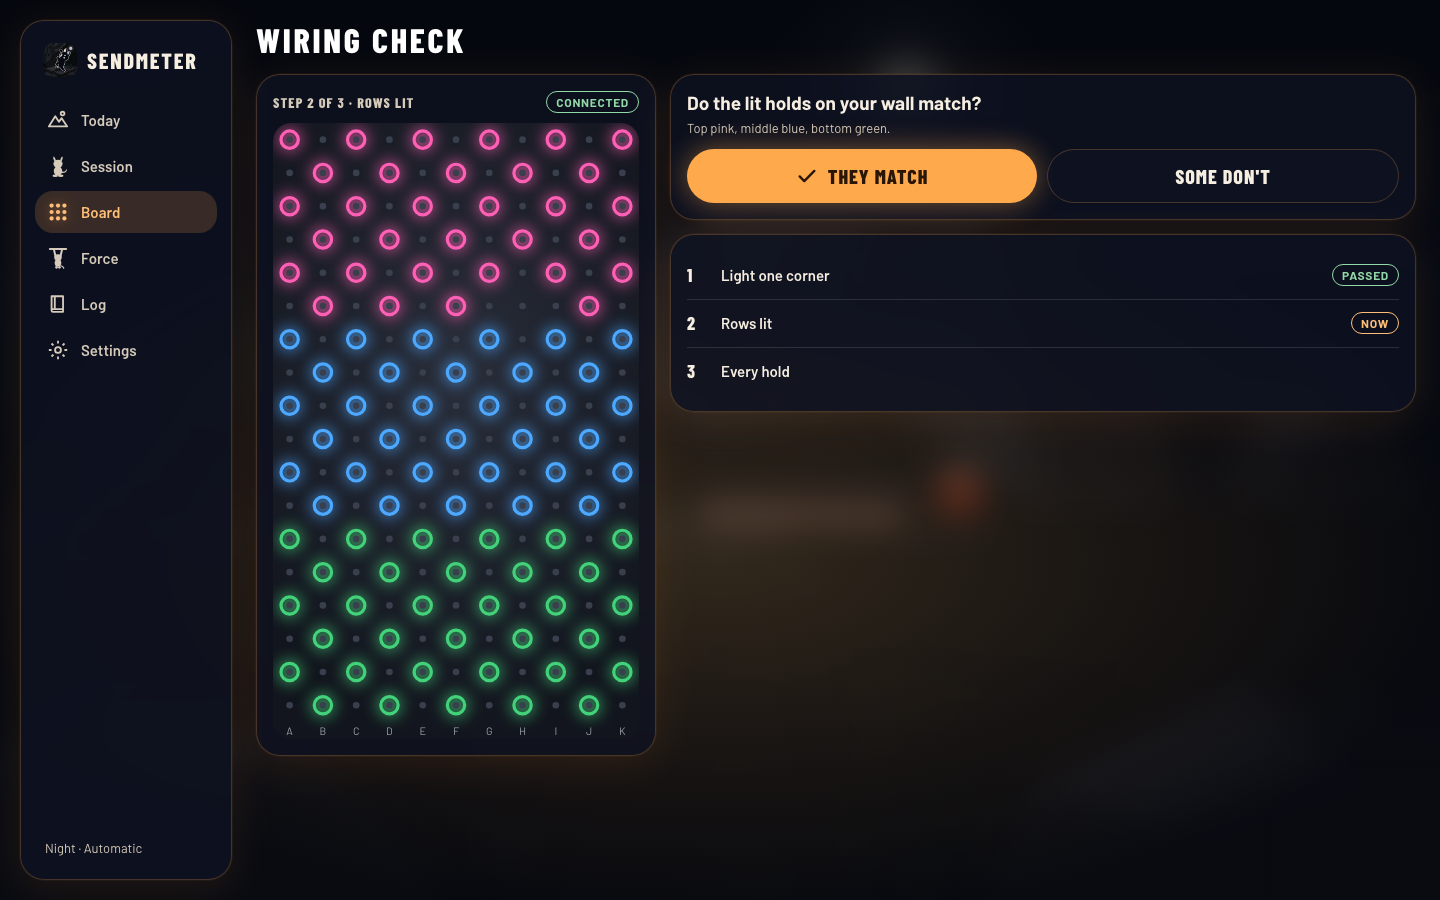 SENDMETER
Today
Session
Board
Force
Log
Settings
Night · Automatic
WIRING CHECK
STEP 2 OF 3 · ROWS LIT
CONNECTED
A B C D E F G H I J K
Do the lit holds on your wall match?
Top pink, middle blue, bottom green.
THEY MATCH
SOME DON'T
1 Light one corner PASSED
2 Rows lit NOW
3 Every hold